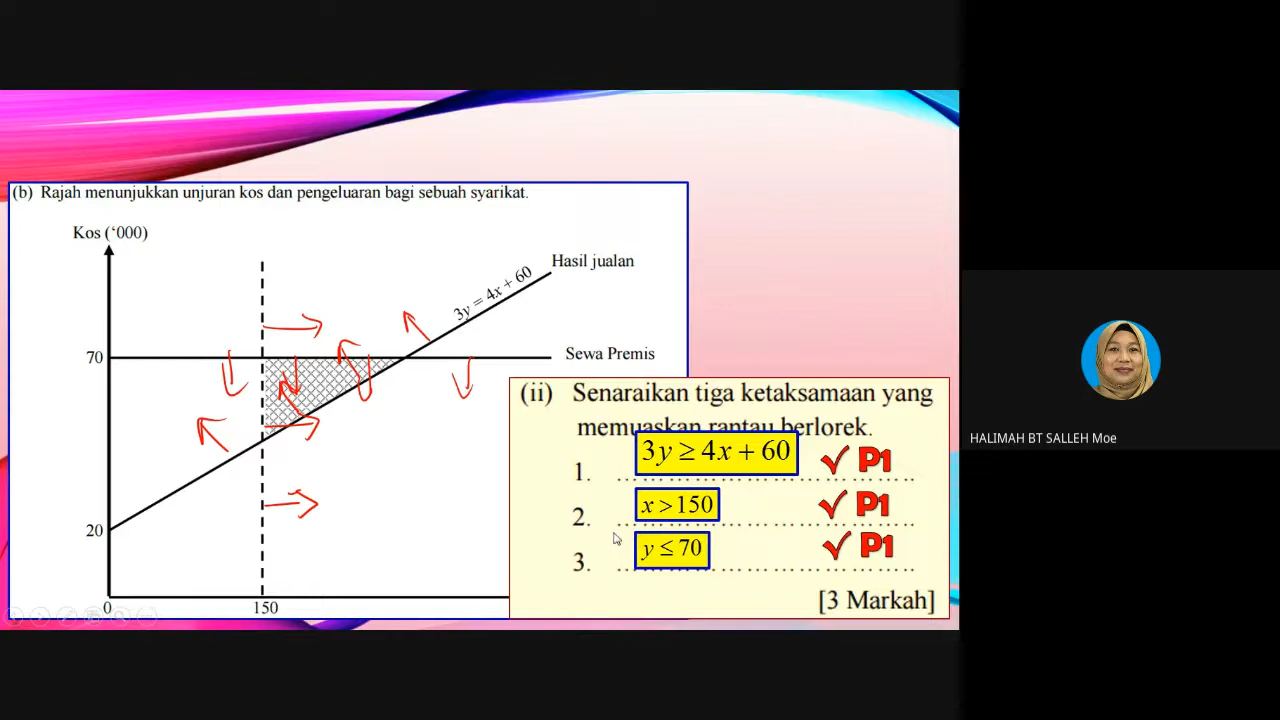 (b) Rajah menunjukkan unjuran kos dan pengeluaran bagi sebuah syarikat.
Kos (‘000)
Hasil jualan
3y = 4x + 60
70
Sewa Premis
20
0
150
(ii) Senaraikan tiga ketaksamaan yang
memuaskan rantau berlorek.
1. 3y ≥ 4x + 60 ✓ P1
2. x > 150 ✓ P1
3. y ≤ 70 ✓ P1
[3 Markah]
HALIMAH BT SALLEH Moe